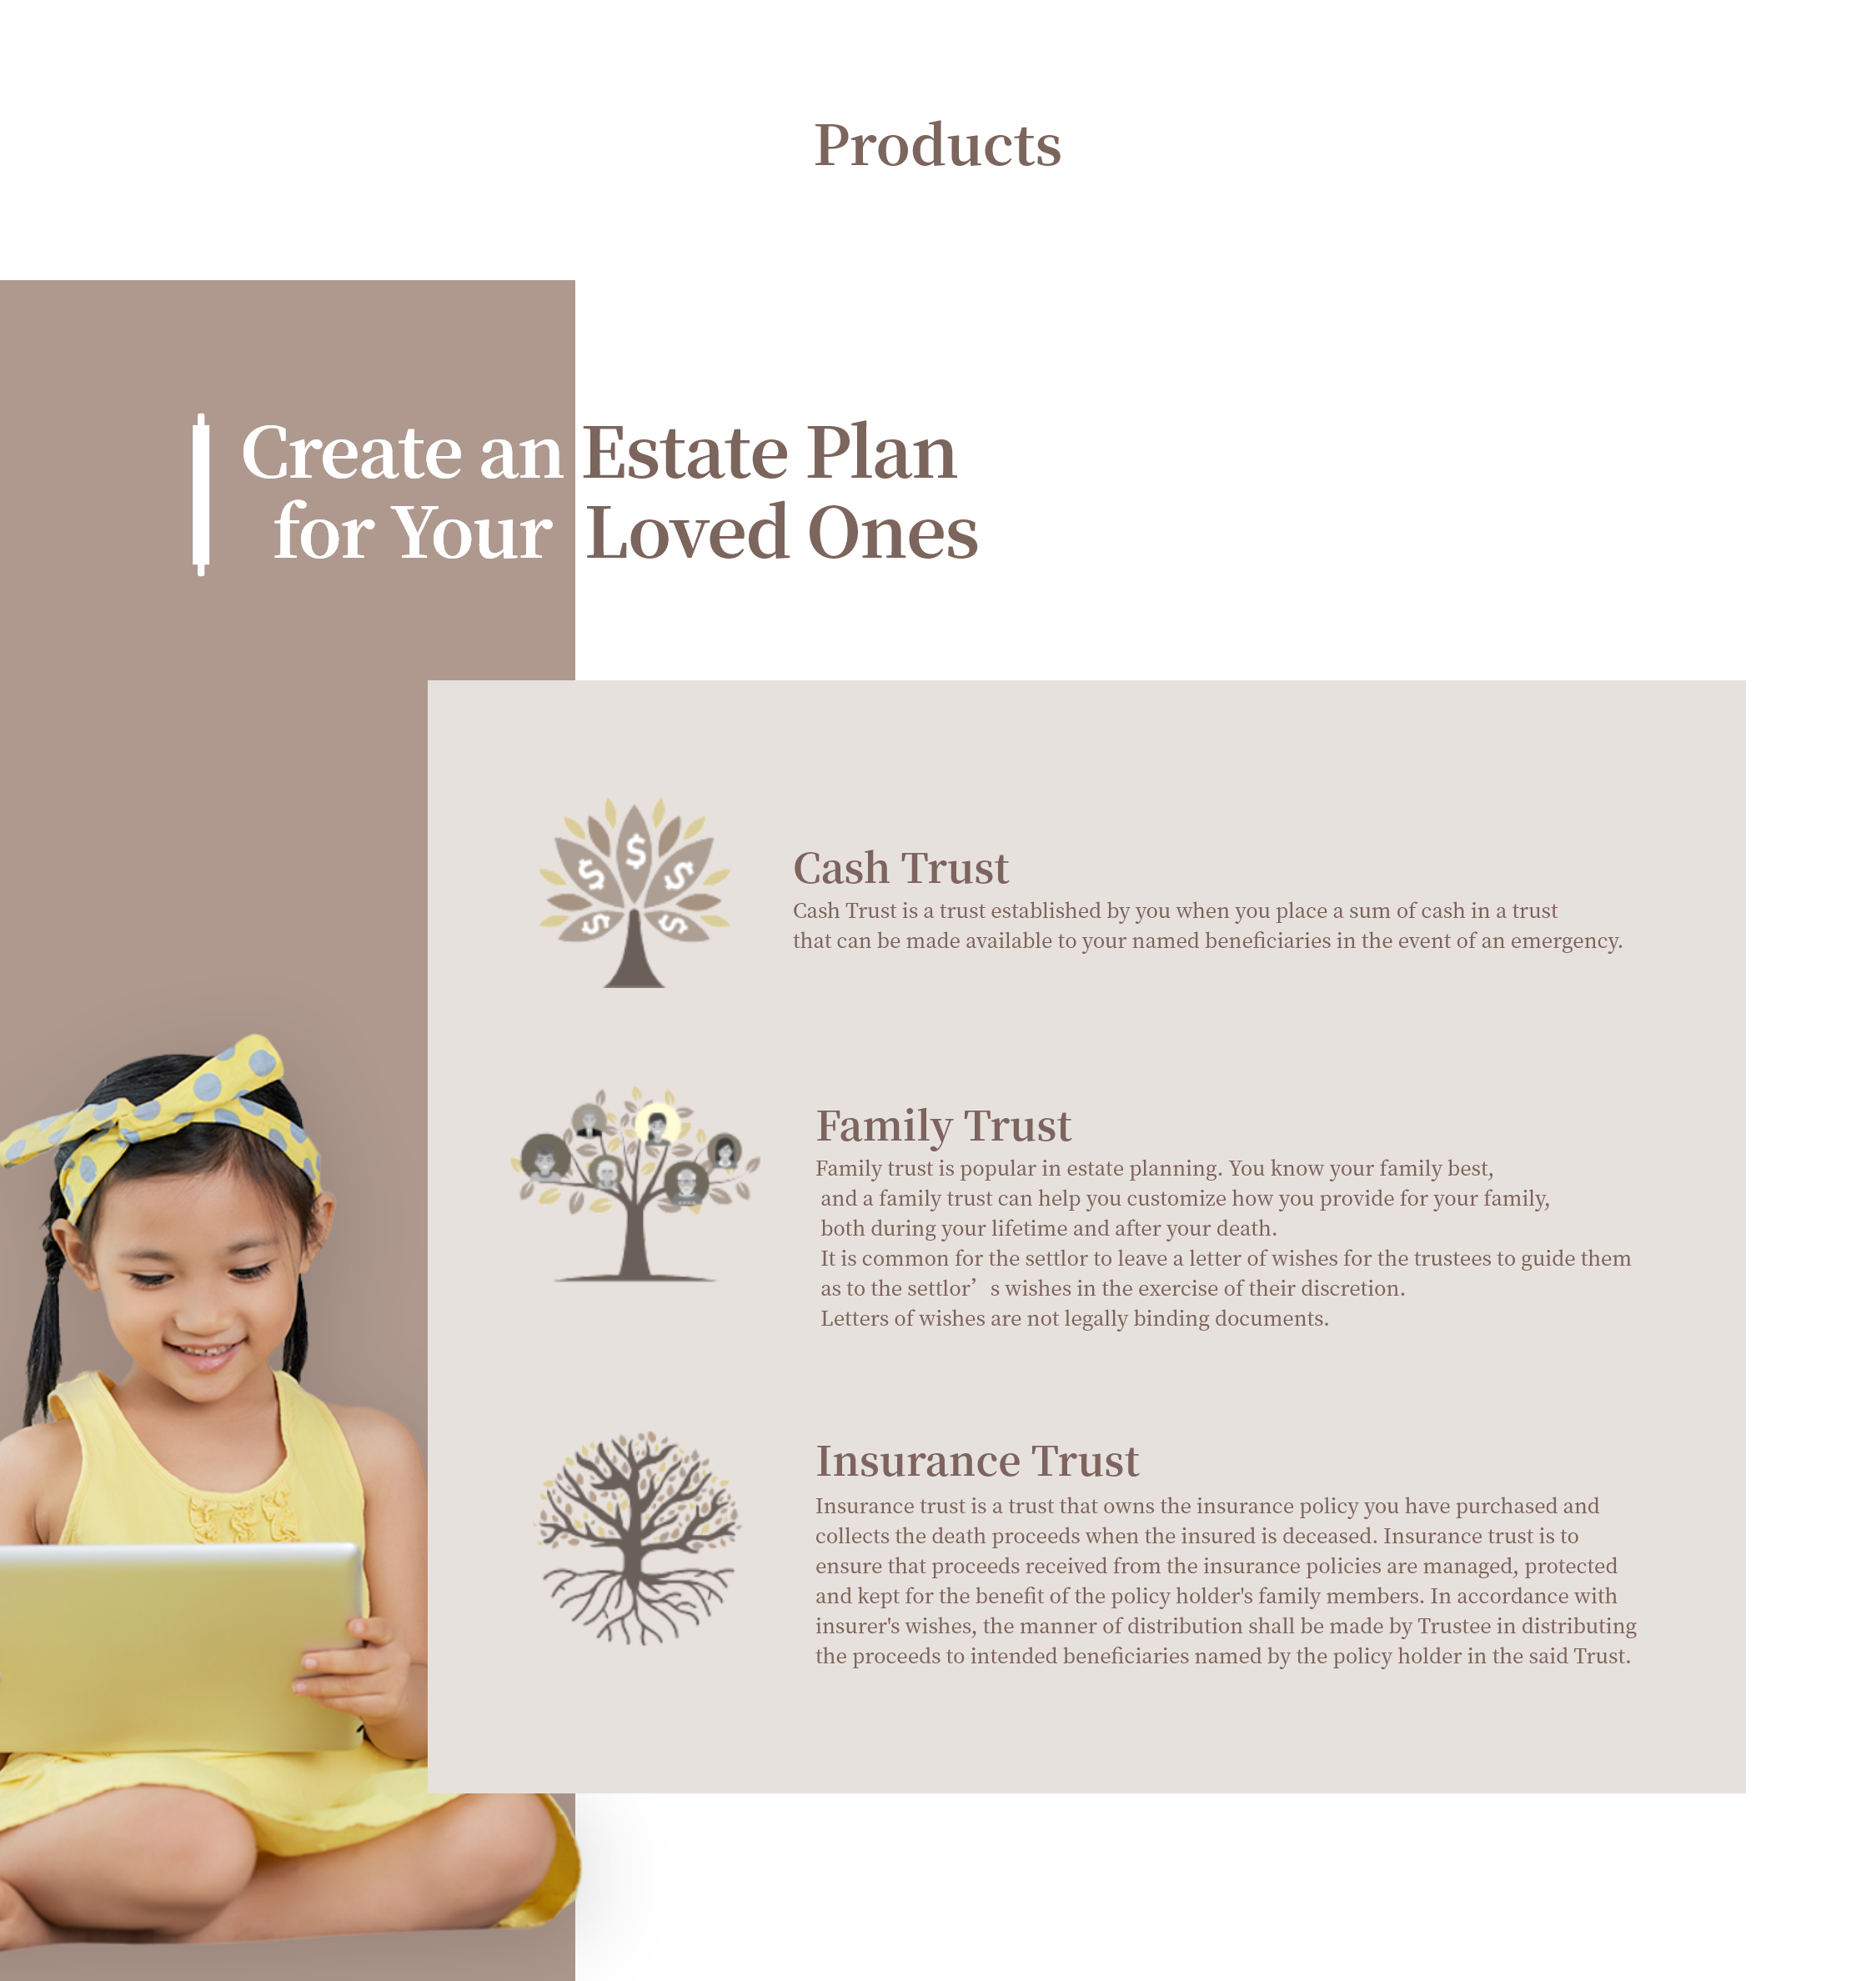 Products
Create an Estate Plan
for Your Loved Ones
$ $ $ $ $
Cash Trust
Cash Trust is a trust established by you when you place a sum of cash in a trust
that can be made available to your named beneficiaries in the event of an emergency.
Family Trust
Family trust is popular in estate planning. You know your family best,
and a family trust can help you customize how you provide for your family,
both during your lifetime and after your death.
It is common for the settlor to leave a letter of wishes for the trustees to guide them
as to the settlor’s wishes in the exercise of their discretion.
Letters of wishes are not legally binding documents.
Insurance Trust
Insurance trust is a trust that owns the insurance policy you have purchased and
collects the death proceeds when the insured is deceased. Insurance trust is to
ensure that proceeds received from the insurance policies are managed, protected
and kept for the benefit of the policy holder's family members. In accordance with
insurer's wishes, the manner of distribution shall be made by Trustee in distributing
the proceeds to intended beneficiaries named by the policy holder in the said Trust.